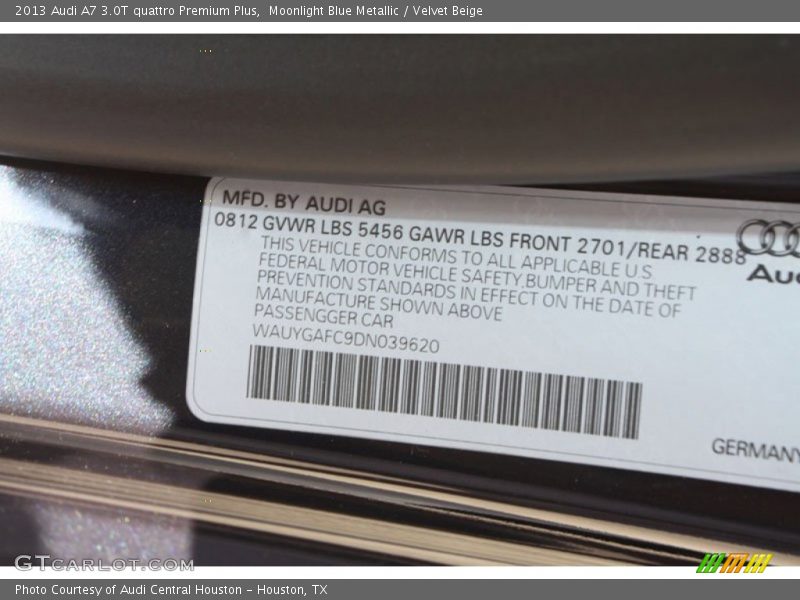 2013 Audi A7 3.0T quattro Premium Plus,  Moonlight Blue Metallic / Velvet Beige
MFD. BY AUDI AG
0812 GVWR LBS 5456 GAWR LBS FRONT 2701/REAR 2888
THIS VEHICLE CONFORMS TO ALL APPLICABLE U.S
FEDERAL MOTOR VEHICLE SAFETY,BUMPER AND THEFT
PREVENTION STANDARDS IN EFFECT ON THE DATE OF
MANUFACTURE SHOWN ABOVE
PASSENGGER CAR
WAUYGAFC9DN039620
Aud
GERMANY
GTCARLOT.COM
Photo Courtesy of Audi Central Houston - Houston, TX